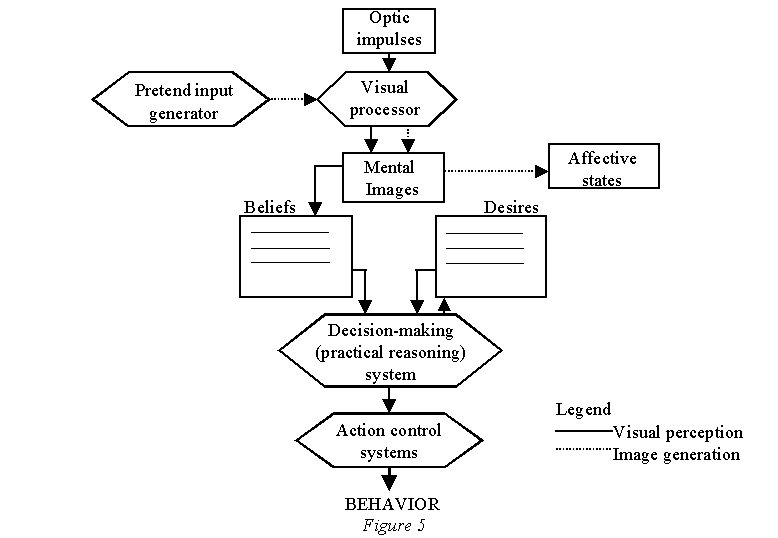 Optic
impulses
Pretend input
generator
Visual
processor
Mental
Images
Affective
states
Beliefs
Desires
Decision-making
(practical reasoning)
system
Action control
systems
Legend
Visual perception
Image generation
BEHAVIOR
Figure 5